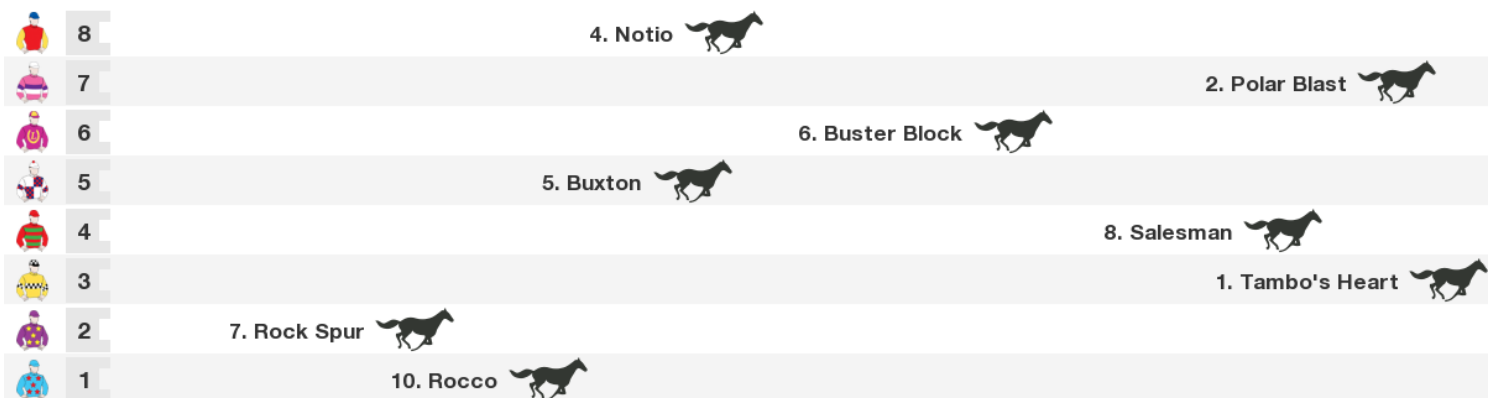 8 4. Notio
7 2. Polar Blast
6 6. Buster Block
5 5. Buxton
4 8. Salesman
3 1. Tambo's Heart
2 7. Rock Spur
1 10. Rocco